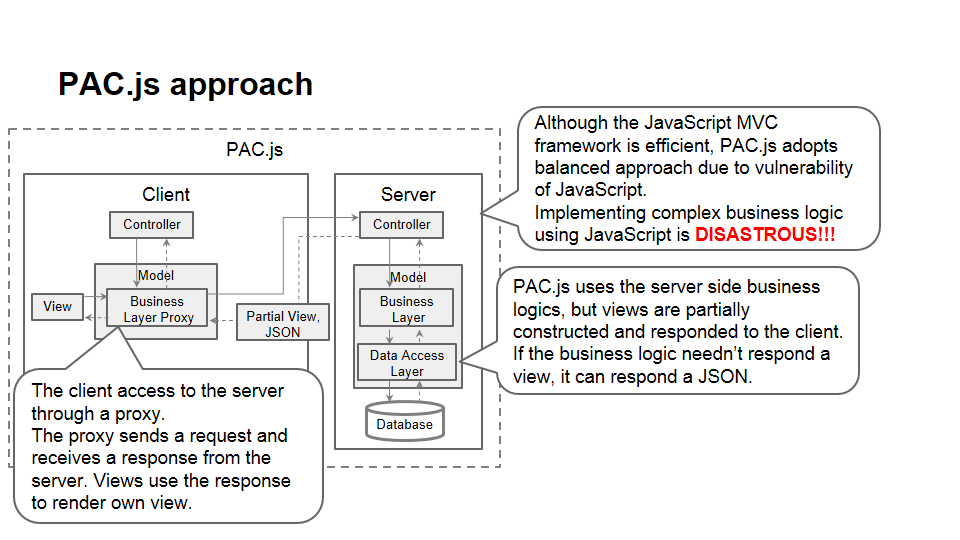 PAC.js approach
PAC.js
Client
Controller
Model
View
Business
Layer Proxy
Partial View,
JSON
Server
Controller
Model
Business
Layer
Data Access
Layer
Database
Although the JavaScript MVC
framework is efficient, PAC.js adopts
balanced approach due to vulnerability
of JavaScript.
Implementing complex business logic
using JavaScript is DISASTROUS!!!
PAC.js uses the server side business
logics, but views are partially
constructed and responded to the client.
If the business logic needn’t respond a
view, it can respond a JSON.
The client access to the server
through a proxy.
The proxy sends a request and
receives a response from the
server. Views use the response
to render own view.